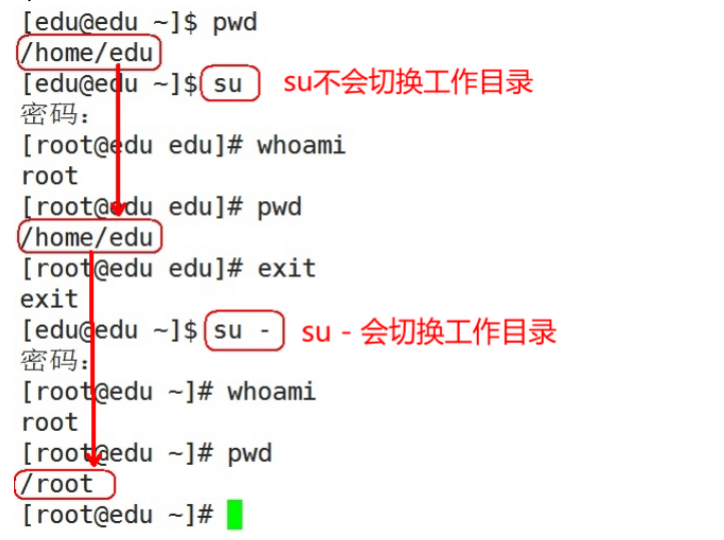 [edu@edu ~]$ pwd
/home/edu
[edu@edu ~]$ su su不会切换工作目录
密码：
[root@edu edu]# whoami
root
[root@edu edu]# pwd
/home/edu
[root@edu edu]# exit
exit
[edu@edu ~]$ su - su - 会切换工作目录
密码：
[root@edu ~]# whoami
root
[root@edu ~]# pwd
/root
[root@edu ~]#